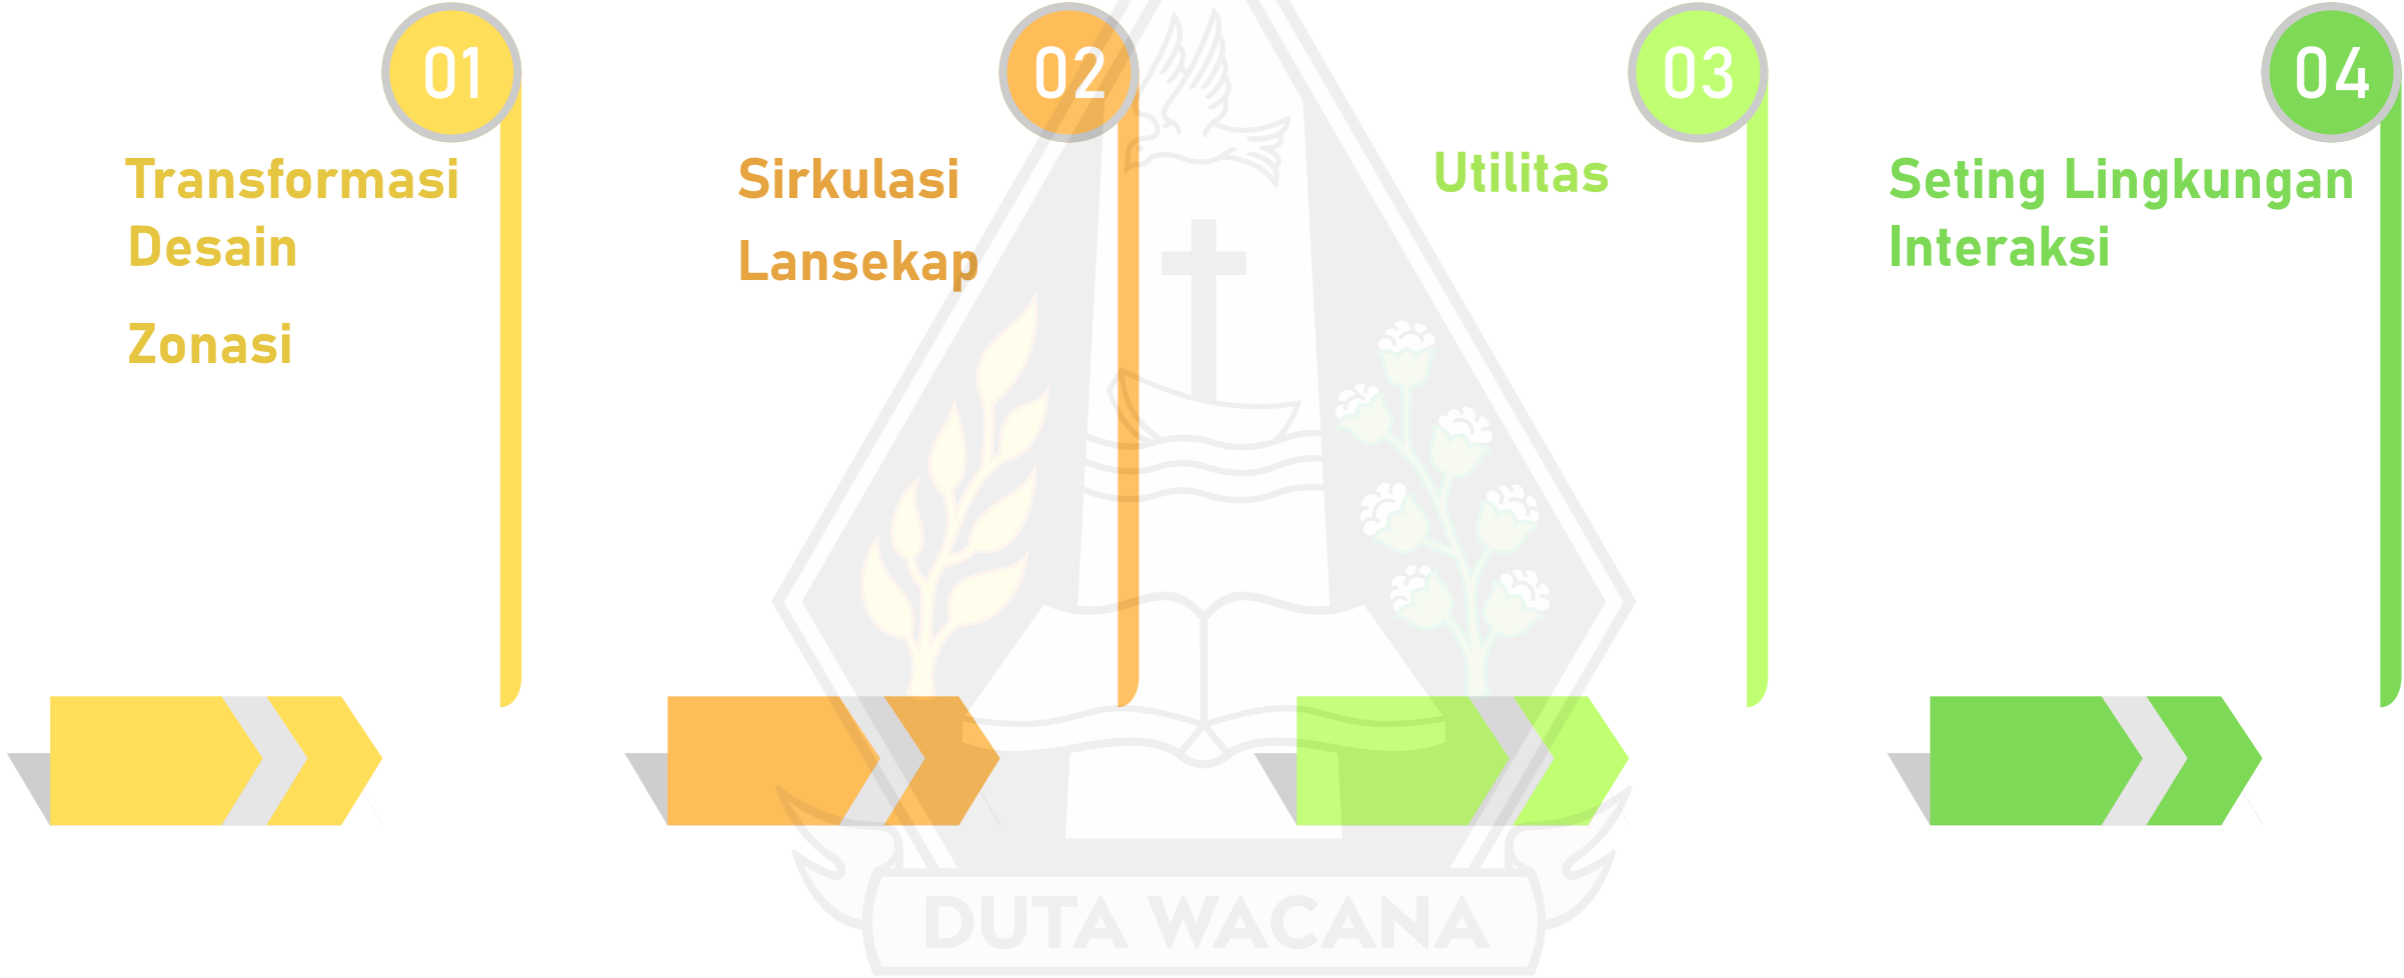 01
Transformasi
Desain
Zonasi
02
Sirkulasi
Lansekap
03
Utilitas
04
Seting Lingkungan
Interaksi
DUTA WACANA